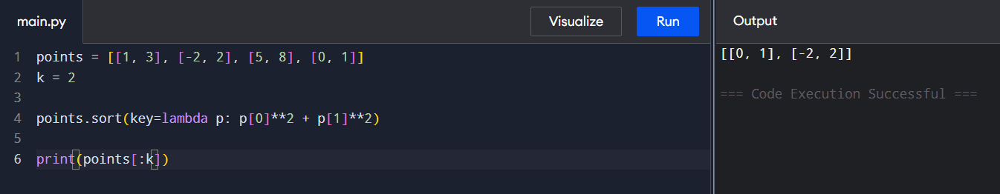 main.py
Visualize
Run
Output
1 points = [[1, 3], [-2, 2], [5, 8], [0, 1]]
2 k = 2
3
4 points.sort(key=lambda p: p[0]**2 + p[1]**2)
5
6 print(points[:k])
[[0, 1], [-2, 2]]
=== Code Execution Successful ===